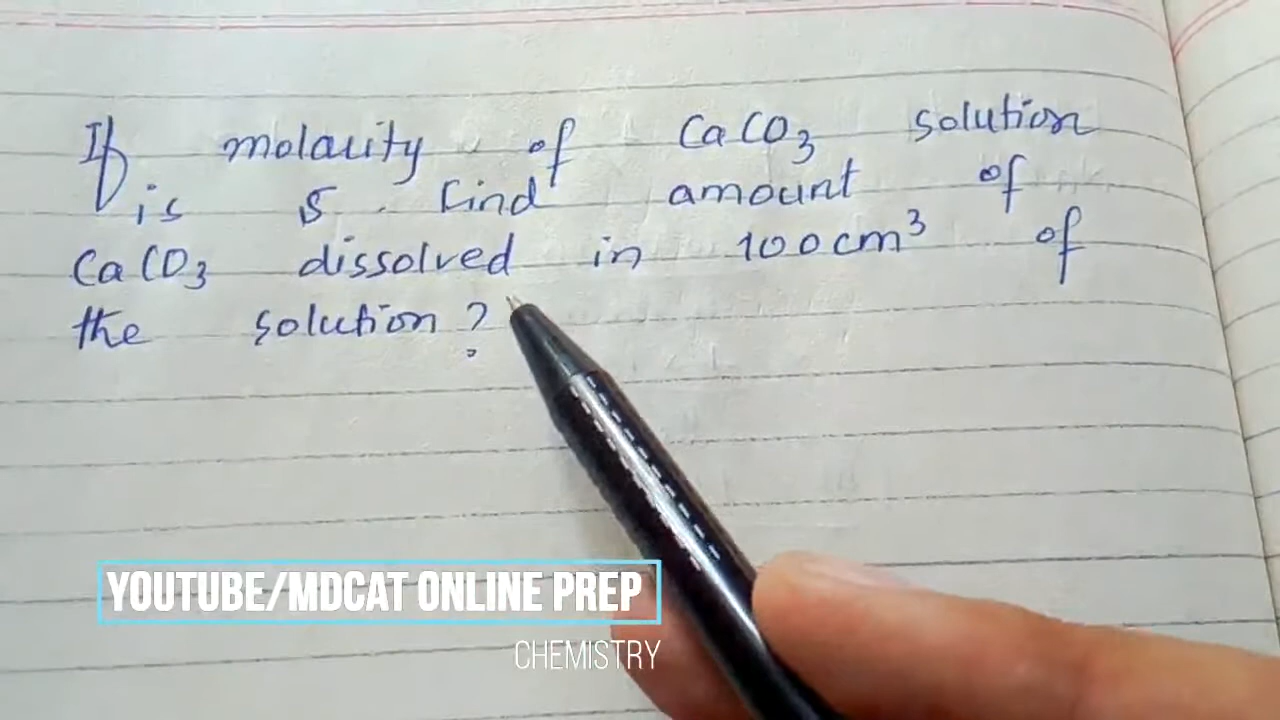 If molarity of CaCO3 solution
is 5. Find amount of
CaCO3 dissolved in 100cm³ of
the solution?
YOUTUBE/MDCAT ONLINE PREP
CHEMISTRY